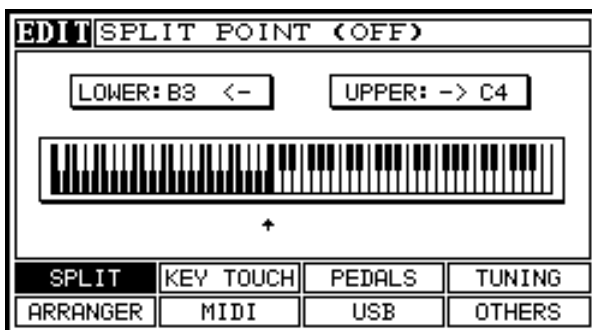 EDIT SPLIT POINT (OFF)
LOWER: B3 <- UPPER: -> C4
SPLIT KEY TOUCH PEDALS TUNING
ARRANGER MIDI USB OTHERS